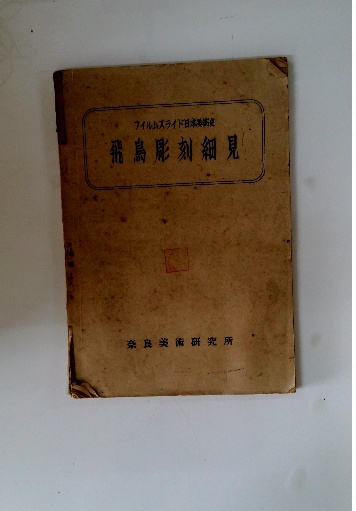 フイルムスライド日本美術史
飛鳥彫刻細見
奈良美術研究所